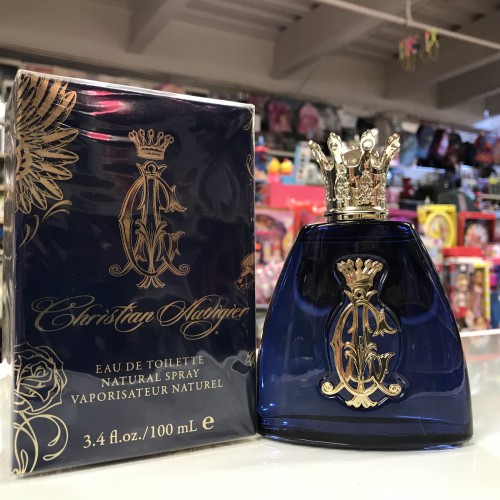 Christian Audigier
EAU DE TOILETTE
NATURAL SPRAY
VAPORISATEUR NATUREL
3.4 fl.oz./100 mL e